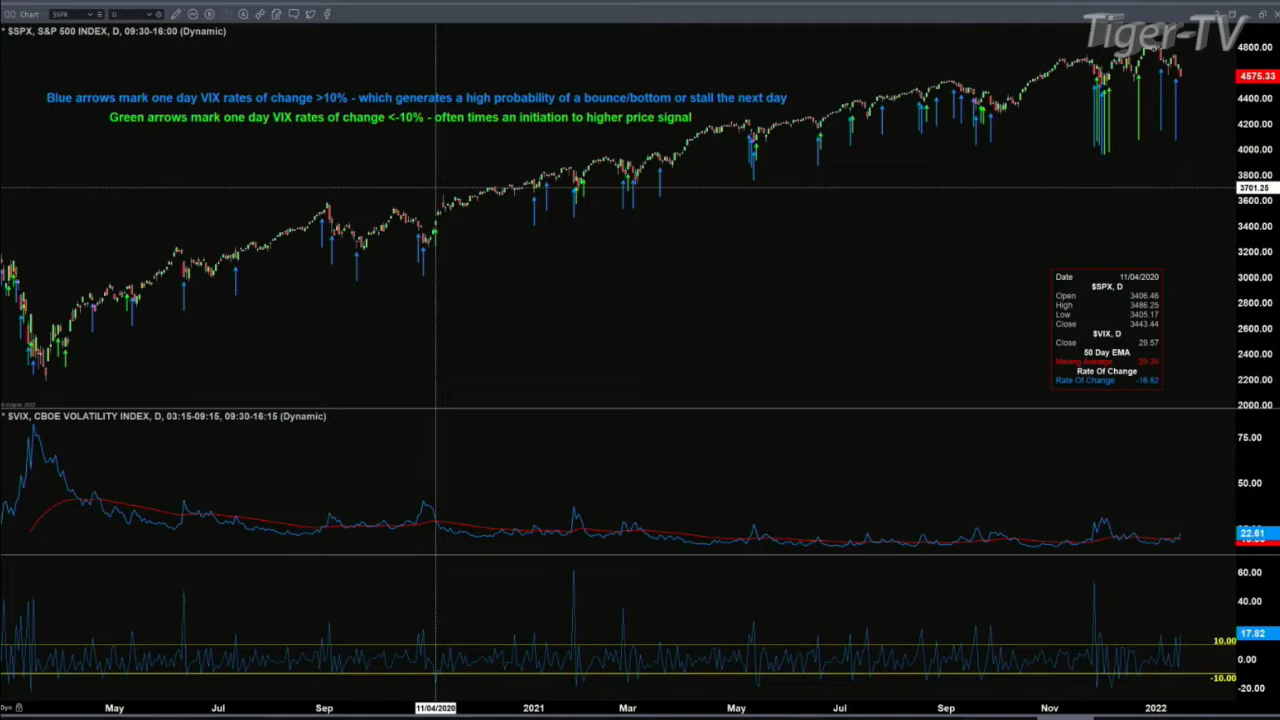 Chart $SPX D
Tiger-TV
* $SPX, S&P 500 INDEX, D, 09:30-16:00 (Dynamic)
4800.00
4575.33
Blue arrows mark one day VIX rates of change >10% - which generates a high probability of a bounce/bottom or stall the next day
4400.00
Green arrows mark one day VIX rates of change <-10% - often times an initiation to higher price signal
4200.00
4000.00
3800.00
3701.25
3600.00
3400.00
3200.00
3000.00
Date 11/04/2020
$SPX, D
Open 3406.46
High 3486.25
Low 3405.17
Close 3443.44
$VIX, D
Close 29.57
50 Day EMA
Moving Average 29.35
Rate Of Change
Rate Of Change -16.82
2800.00
2600.00
2400.00
2200.00
2000.00
* $VIX, CBOE VOLATILITY INDEX, D, 03:15-09:15, 09:30-16:15 (Dynamic)
75.00
50.00
22.61
60.00
40.00
17.82
10.00
0.00
-10.00
-20.00
Dyn May Jul Sep 11/04/2020 2021 Mar May Jul Sep Nov 2022